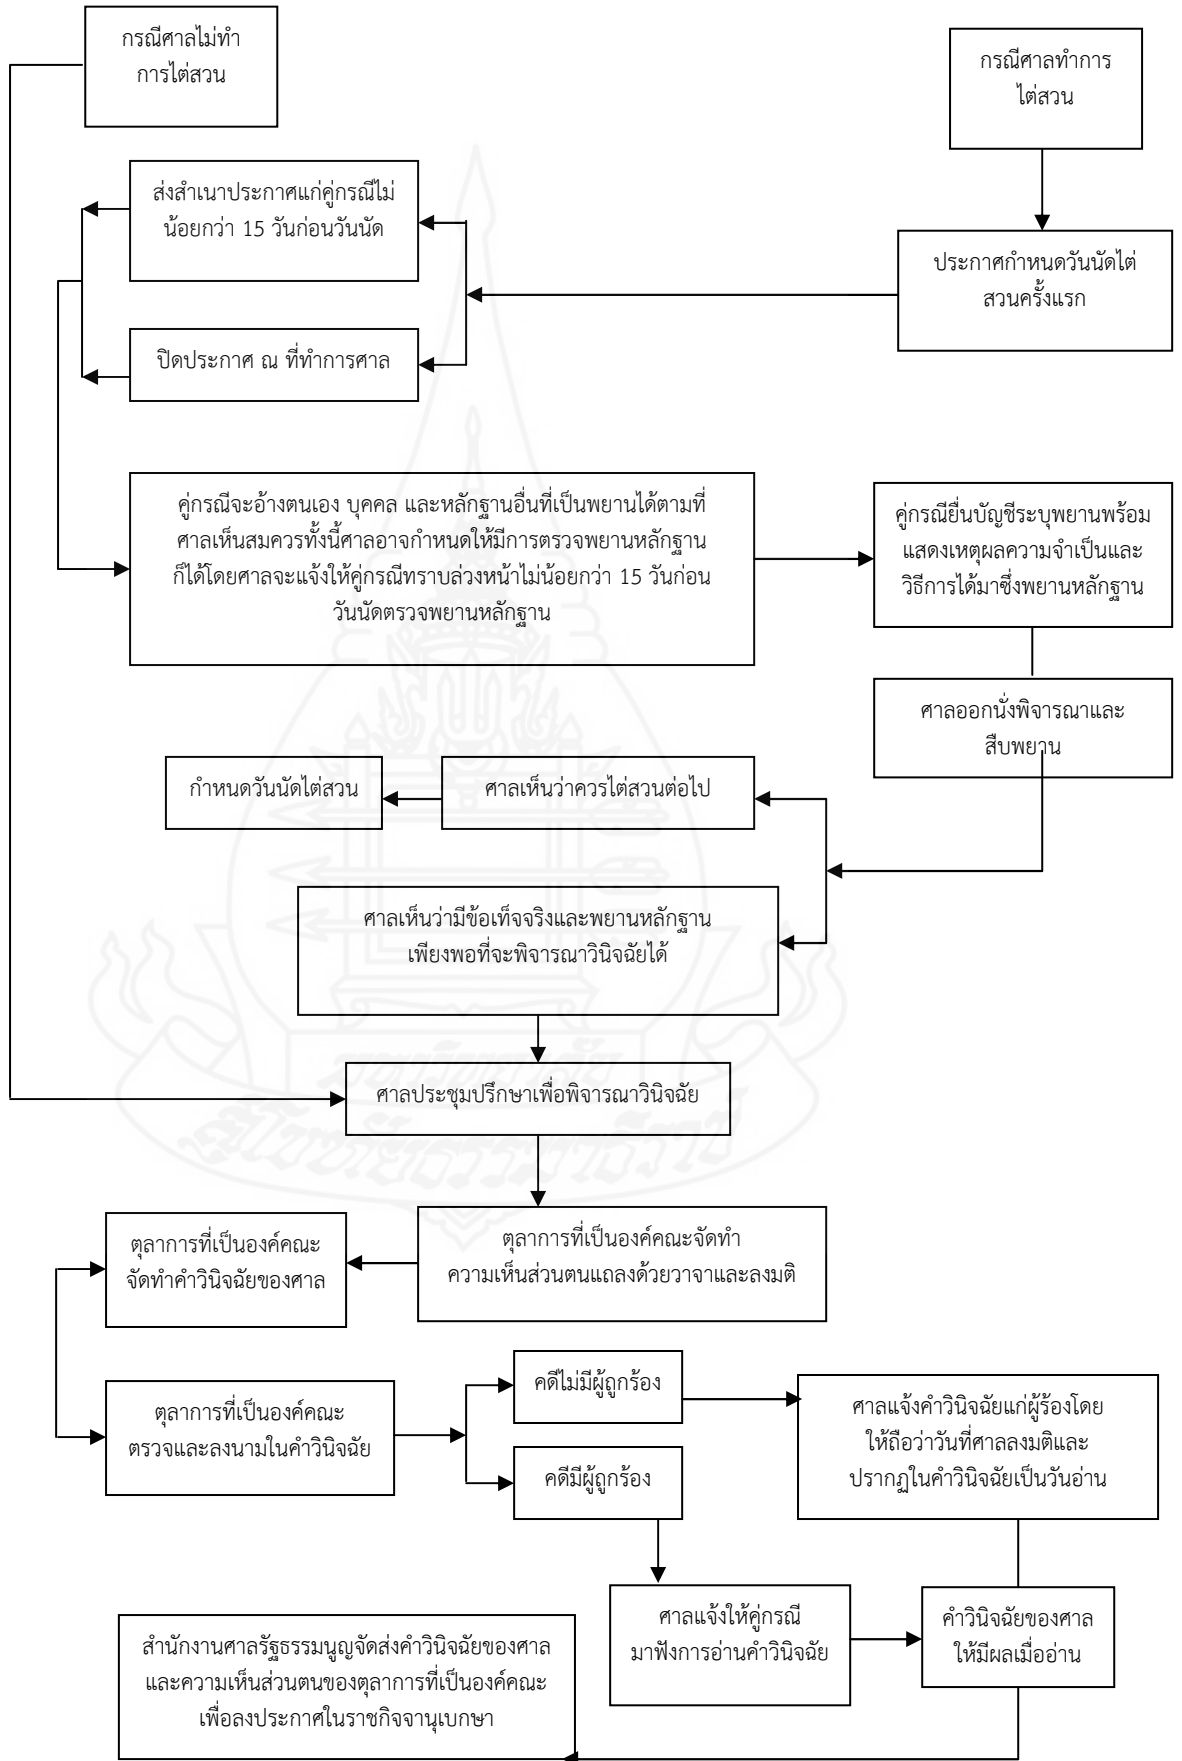 กรณีศาลไม่ทำ
การไต่สวน
กรณีศาลทำการ
ไต่สวน
ส่งสำเนาประกาศแก่คู่กรณีไม่
น้อยกว่า 15 วันก่อนวันนัด
ประกาศกำหนดวันนัดไต่
สวนครั้งแรก
ปิดประกาศ ณ ที่ทำการศาล
คู่กรณีจะอ้างตนเอง บุคคล และหลักฐานอื่นที่เป็นพยานได้ตามที่
ศาลเห็นสมควรทั้งนี้ศาลอาจกำหนดให้มีการตรวจพยานหลักฐาน
ก็ได้โดยศาลจะแจ้งให้คู่กรณีทราบล่วงหน้าไม่น้อยกว่า 15 วันก่อน
วันนัดตรวจพยานหลักฐาน
คู่กรณียื่นบัญชีระบุพยานพร้อม
แสดงเหตุผลความจำเป็นและ
วิธีการได้มาซึ่งพยานหลักฐาน
ศาลออกนั่งพิจารณาและ
สืบพยาน
กำหนดวันนัดไต่สวน
ศาลเห็นว่าควรไต่สวนต่อไป
ศาลเห็นว่ามีข้อเท็จจริงและพยานหลักฐาน
เพียงพอที่จะพิจารณาวินิจฉัยได้
ศาลประชุมปรึกษาเพื่อพิจารณาวินิจฉัย
ตุลาการที่เป็นองค์คณะจัดทำ
ความเห็นส่วนตนแถลงด้วยวาจาและลงมติ
ตุลาการที่เป็นองค์คณะ
จัดทำคำวินิจฉัยของศาล
ตุลาการที่เป็นองค์คณะ
ตรวจและลงนามในคำวินิจฉัย
คดีไม่มีผู้ถูกร้อง
คดีมีผู้ถูกร้อง
ศาลแจ้งคำวินิจฉัยแก่ผู้ร้องโดย
ให้ถือว่าวันที่ศาลลงมติและ
ปรากฏในคำวินิจฉัยเป็นวันอ่าน
ศาลแจ้งให้คู่กรณี
มาฟังการอ่านคำวินิจฉัย
คำวินิจฉัยของศาล
ให้มีผลเมื่ออ่าน
สำนักงานศาลรัฐธรรมนูญจัดส่งคำวินิจฉัยของศาล
และความเห็นส่วนตนของตุลาการที่เป็นองค์คณะ
เพื่อลงประกาศในราชกิจจานุเบกษา